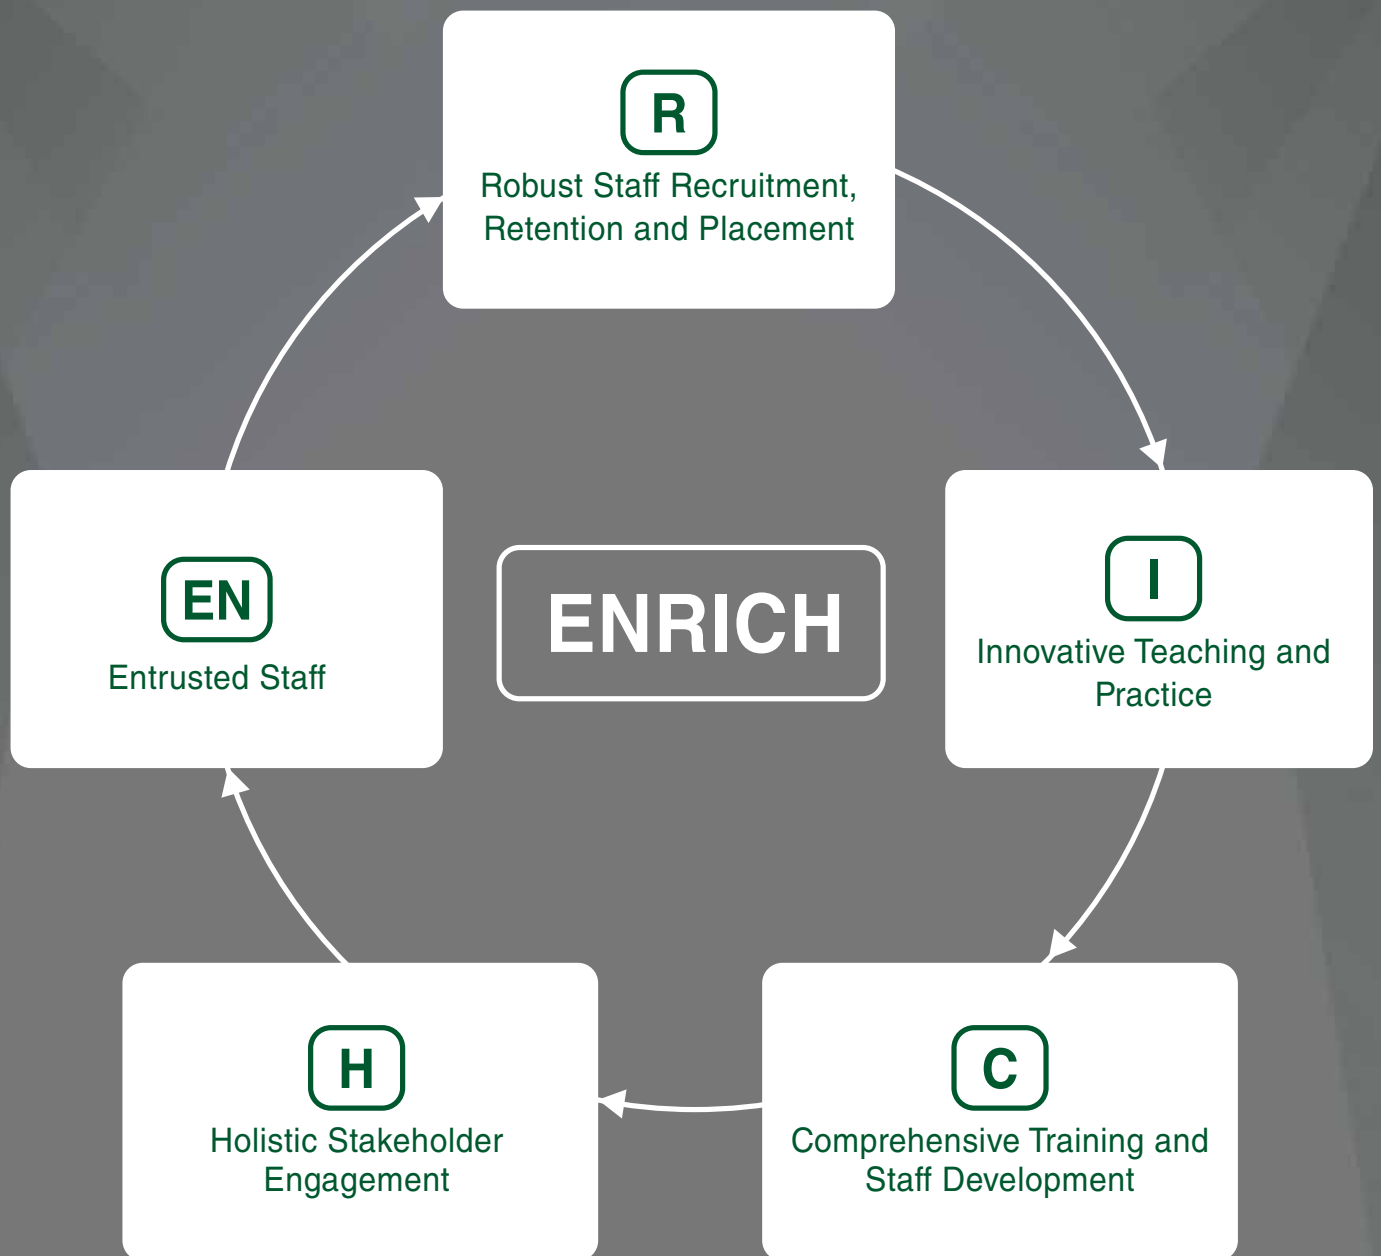 R
Robust Staff Recruitment,
Retention and Placement
EN
Entrusted Staff
ENRICH
I
Innovative Teaching and
Practice
H
Holistic Stakeholder
Engagement
C
Comprehensive Training and
Staff Development